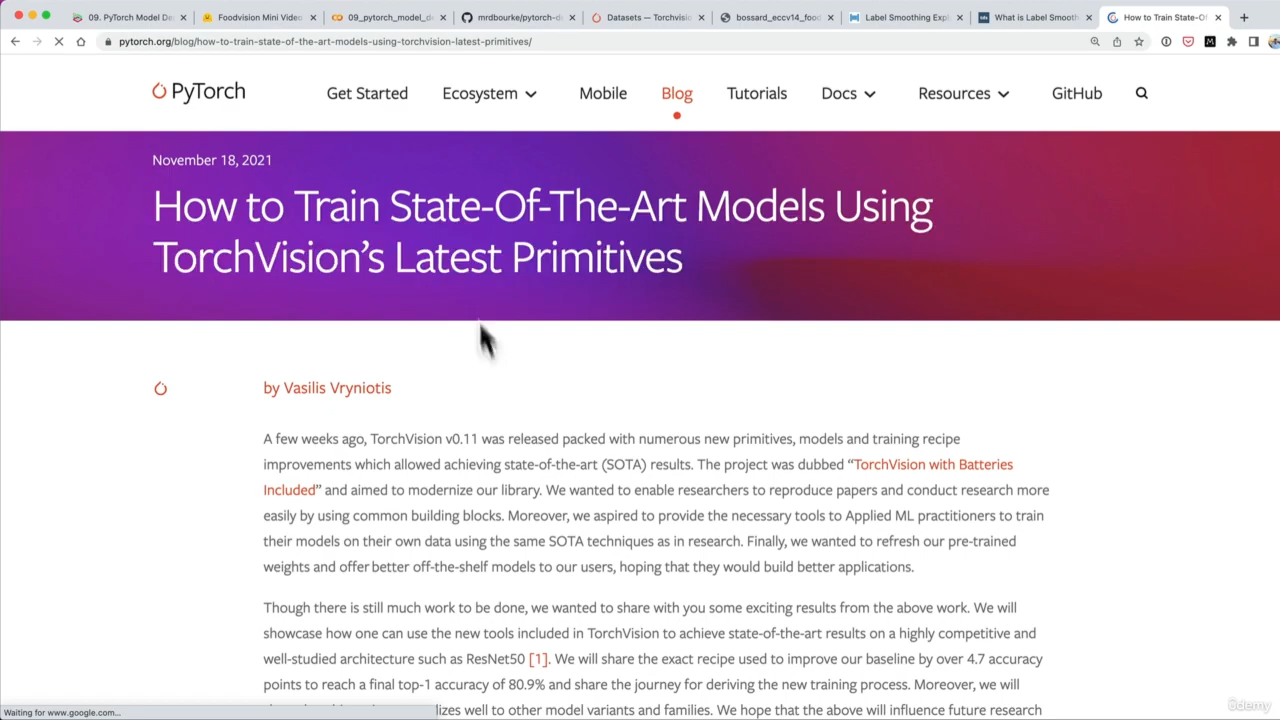 09. PyTorch Model De
Foodvision Mini Video
09_pytorch_model_de
mrdbourke/pytorch-d
Datasets — Torchvisio
bossard_eccv14_food
Label Smoothing Expl
What is Label Smooth
How to Train State-Of
pytorch.org/blog/how-to-train-state-of-the-art-models-using-torchvision-latest-primitives/
PyTorch
Get Started
Ecosystem
Mobile
Blog
Tutorials
Docs
Resources
GitHub
November 18, 2021
How to Train State-Of-The-Art Models Using
TorchVision’s Latest Primitives
by Vasilis Vryniotis
A few weeks ago, TorchVision v0.11 was released packed with numerous new primitives, models and training recipe
improvements which allowed achieving state-of-the-art (SOTA) results. The project was dubbed “TorchVision with Batteries
Included” and aimed to modernize our library. We wanted to enable researchers to reproduce papers and conduct research more
easily by using common building blocks. Moreover, we aspired to provide the necessary tools to Applied ML practitioners to train
their models on their own data using the same SOTA techniques as in research. Finally, we wanted to refresh our pre-trained
weights and offer better off-the-shelf models to our users, hoping that they would build better applications.
Though there is still much work to be done, we wanted to share with you some exciting results from the above work. We will
showcase how one can use the new tools included in TorchVision to achieve state-of-the-art results on a highly competitive and
well-studied architecture such as ResNet50 [1]. We will share the exact recipe used to improve our baseline by over 4.7 accuracy
points to reach a final top-1 accuracy of 80.9% and share the journey for deriving the new training process. Moreover, we will
lizes well to other model variants and families. We hope that the above will influence future research
Waiting for www.google.com...
ûdemy